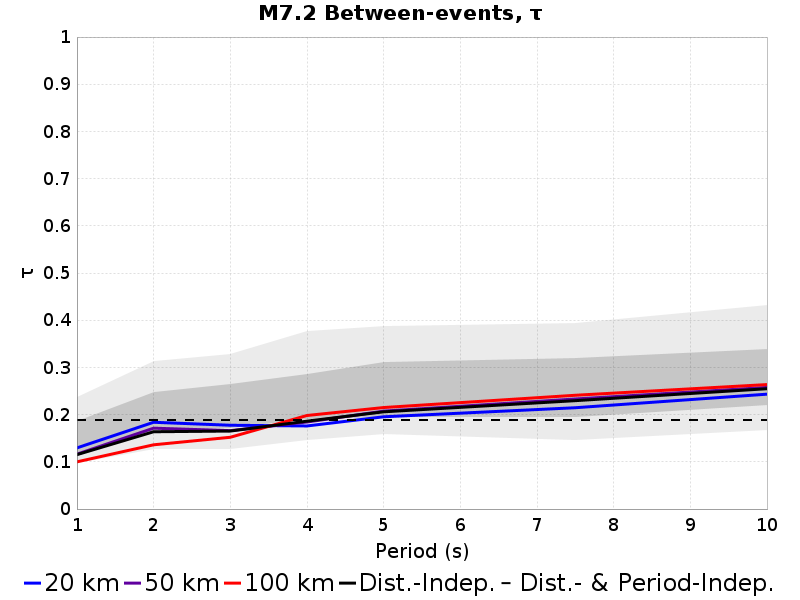 M7.2 Between-events, τ
1
0.9
0.8
0.7
0.6
0.5
0.4
0.3
0.2
0.1
0
τ
1 2 3 4 5 6 7 8 9 10
Period (s)
20 km 50 km 100 km Dist.-Indep. Dist.- & Period-Indep.